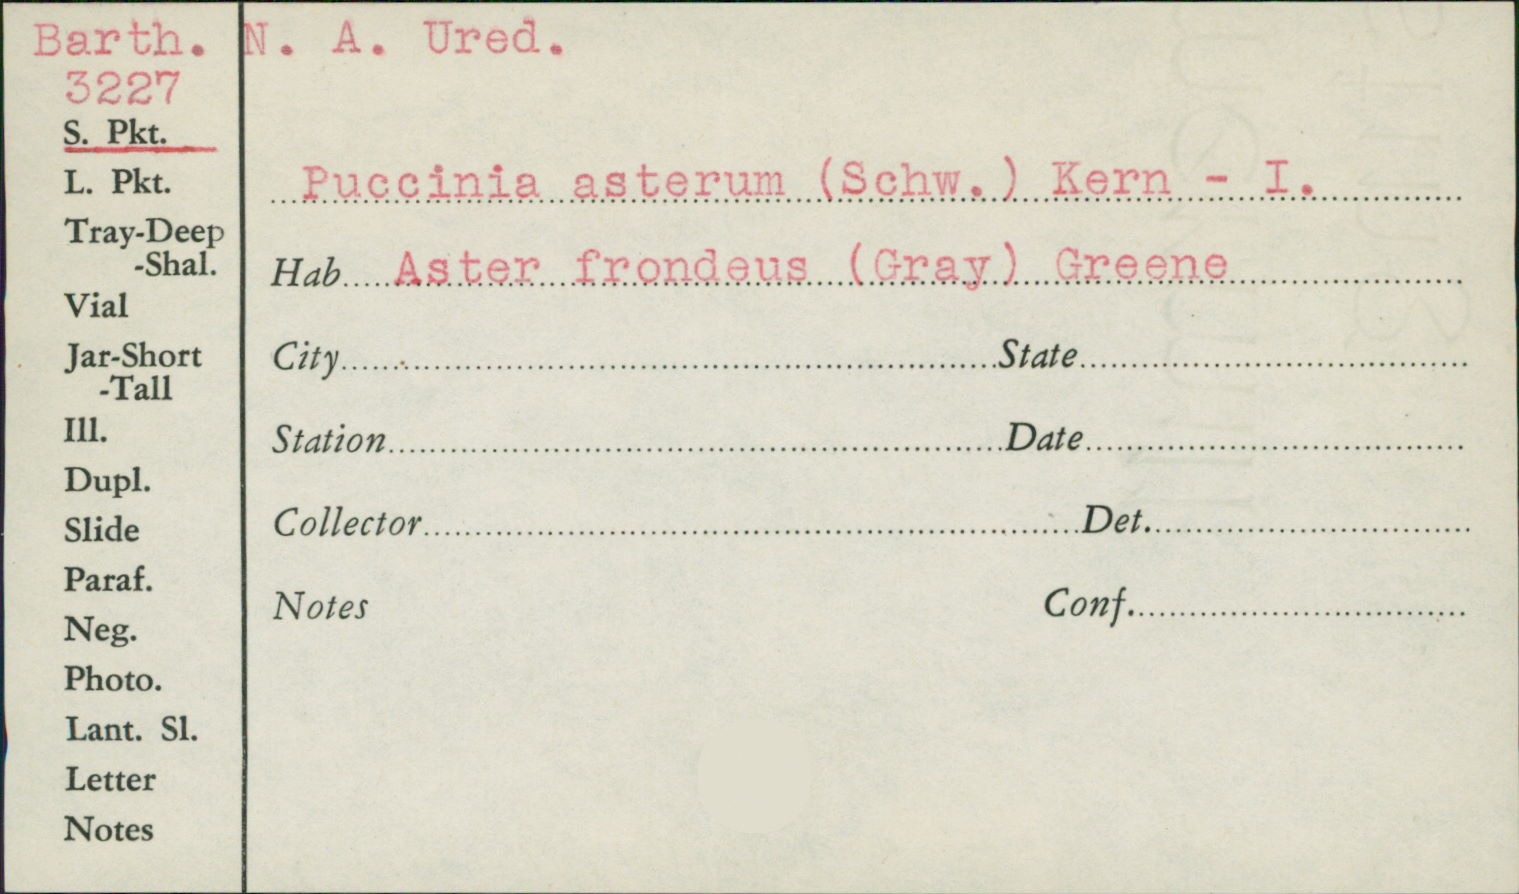 Barth. N. A. Ured.
3227
S. Pkt.
L. Pkt.
Tray-Deep
-Shal.
Vial
Jar-Short
-Tall
Ill.
Dupl.
Slide
Paraf.
Neg.
Photo.
Lant. Sl.
Letter
Notes
Puccinia asterum (Schw.) Kern - I.
Hab. Aster frondeus (Gray) Greene
City State
Station Date
Collector Det.
Notes Conf.